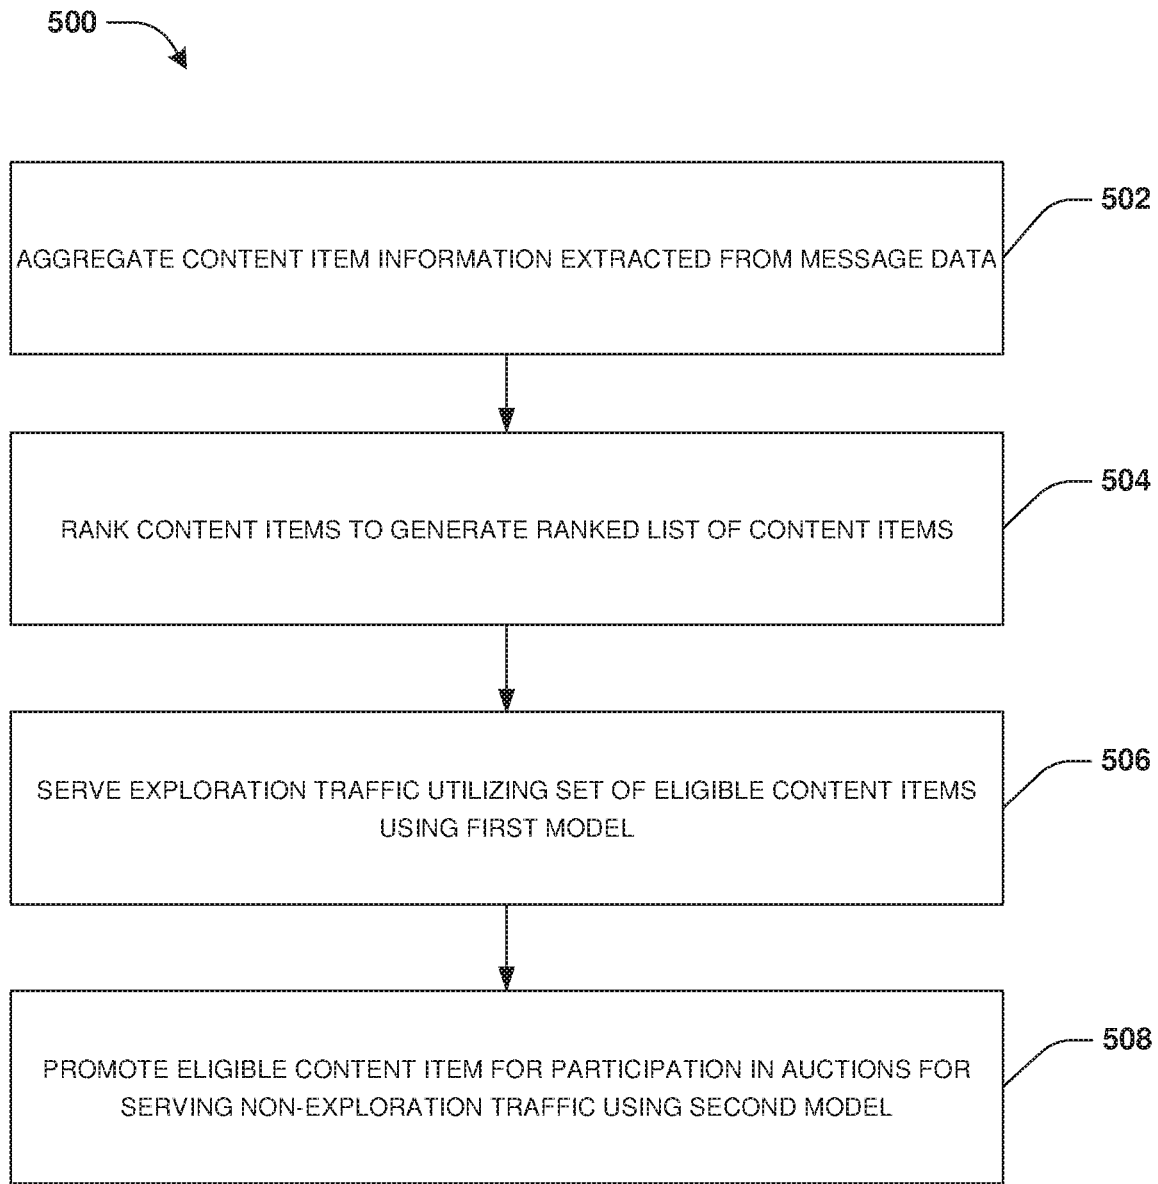 500
AGGREGATE CONTENT ITEM INFORMATION EXTRACTED FROM MESSAGE DATA
502
RANK CONTENT ITEMS TO GENERATE RANKED LIST OF CONTENT ITEMS
504
SERVE EXPLORATION TRAFFIC UTILIZING SET OF ELIGIBLE CONTENT ITEMS
USING FIRST MODEL
506
PROMOTE ELIGIBLE CONTENT ITEM FOR PARTICIPATION IN AUCTIONS FOR
SERVING NON-EXPLORATION TRAFFIC USING SECOND MODEL
508